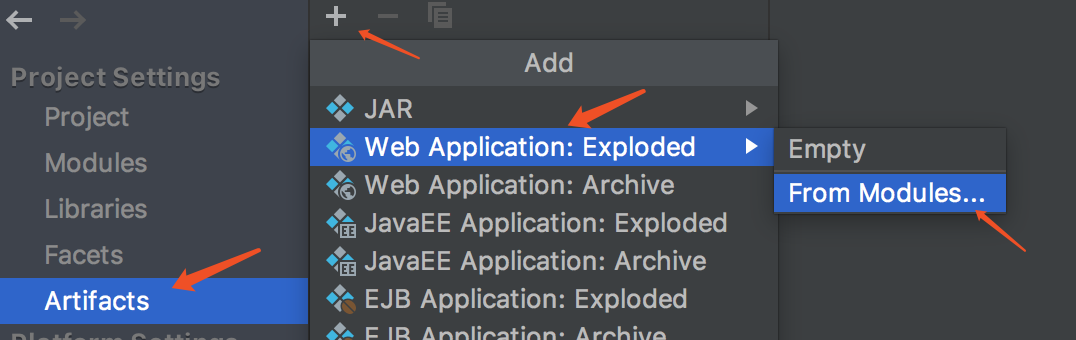 Project Settings
Project
Modules
Libraries
Facets
Artifacts
Platform Settings
Add
JAR
Web Application: Exploded
Web Application: Archive
JavaEE Application: Exploded
JavaEE Application: Archive
EJB Application: Exploded
EJB Application: Archive
Empty
From Modules...